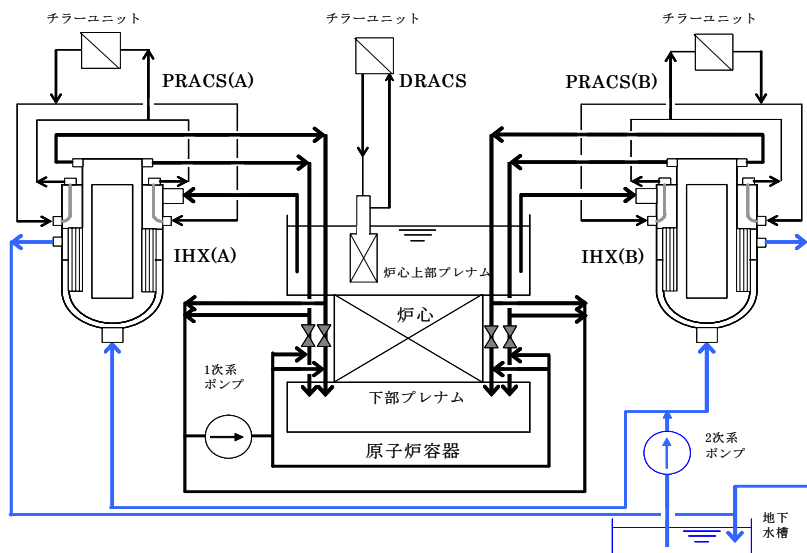 チラーユニット
チラーユニット
チラーユニット
PRACS(A)
DRACS
PRACS(B)
IHX(A)
炉心上部プレナム
IHX(B)
炉心
1次系
ポンプ
下部プレナム
原子炉容器
2次系
ポンプ
地下
水槽